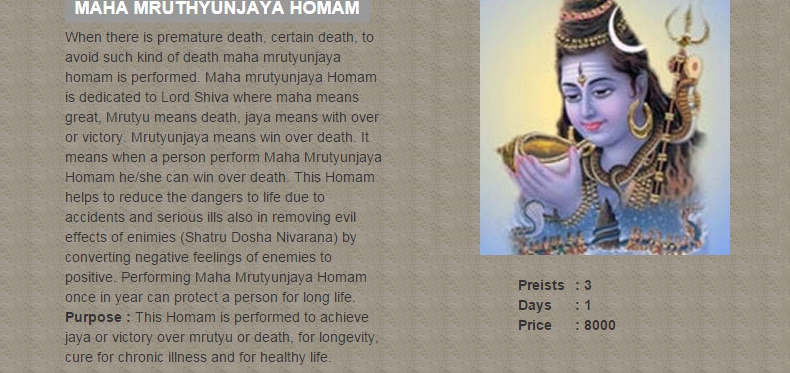 MAHA MRUTHYUNJAYA HOMAM
When there is premature death, certain death, to
avoid such kind of death maha mrutyunjaya
homam is performed. Maha mrutyunjaya Homam
is dedicated to Lord Shiva where maha means
great, Mrutyu means death, jaya means with over
or victory. Mrutyunjaya means win over death. It
means when a person perform Maha Mrutyunjaya
Homam he/she can win over death. This Homam
helps to reduce the dangers to life due to
accidents and serious ills also in removing evil
effects of enimies (Shatru Dosha Nivarana) by
converting negative feelings of enemies to
positive. Performing Maha Mrutyunjaya Homam
once in year can protect a person for long life.
Purpose : This Homam is performed to achieve
jaya or victory over mrutyu or death, for longevity,
cure for chronic illness and for healthy life.
Preists : 3
Days : 1
Price : 8000